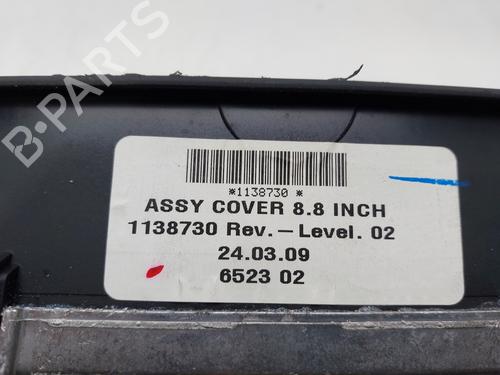 B-PARTS
*1138730 *
ASSY COVER 8.8 INCH
1138730 Rev.-Level. 02
24.03.09
6523 02